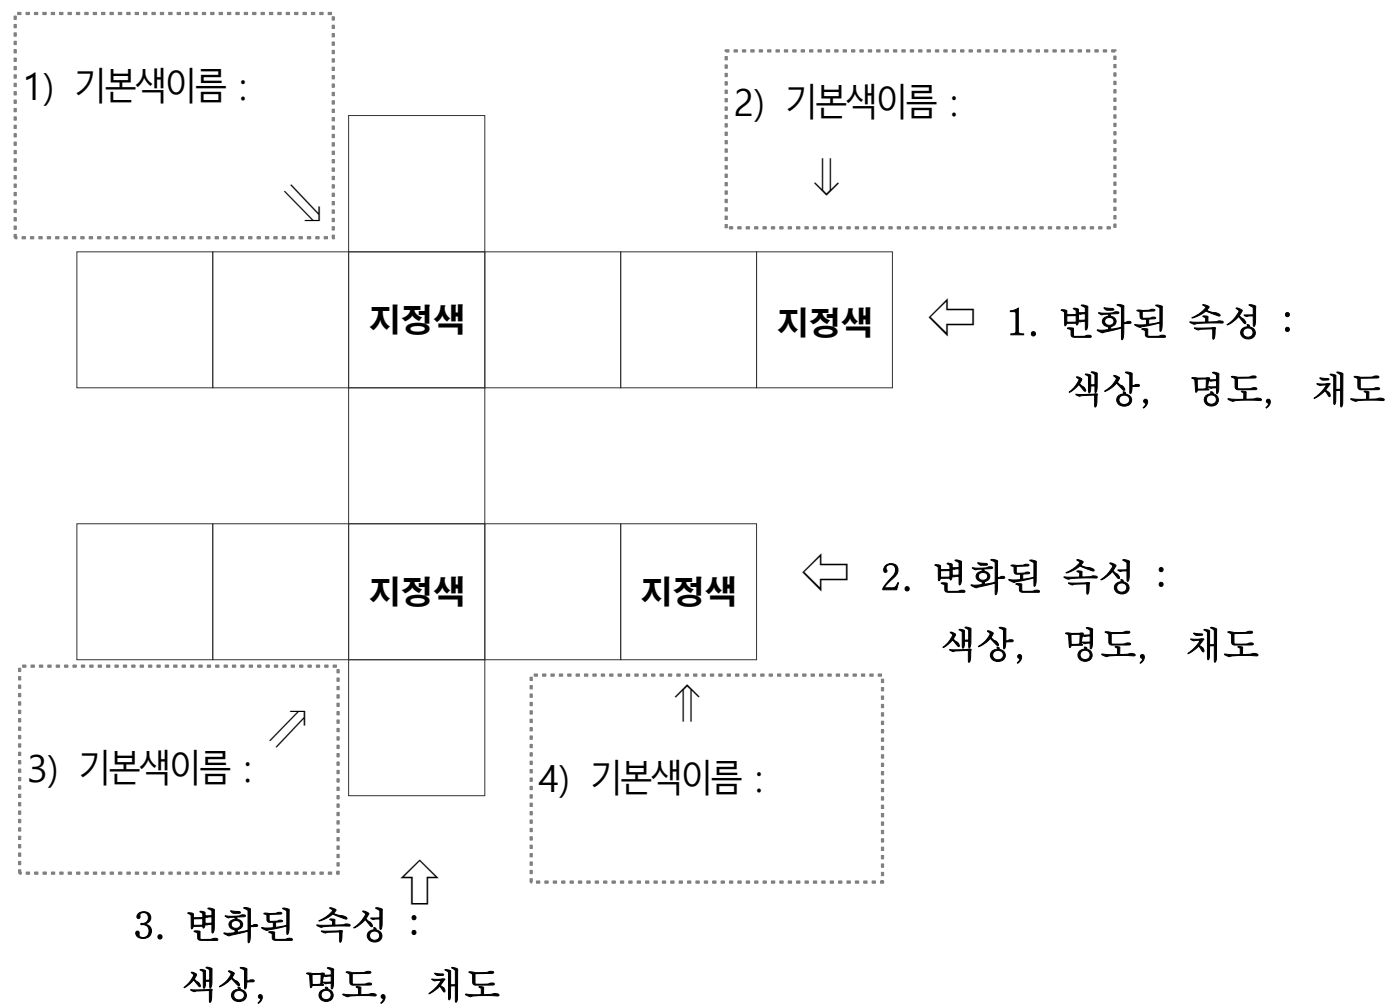 1) 기본색이름 :
2) 기본색이름 :
지정색
지정색
1. 변화된 속성 :
색상, 명도, 채도
지정색
지정색
2. 변화된 속성 :
색상, 명도, 채도
3) 기본색이름 :
4) 기본색이름 :
3. 변화된 속성 :
색상, 명도, 채도